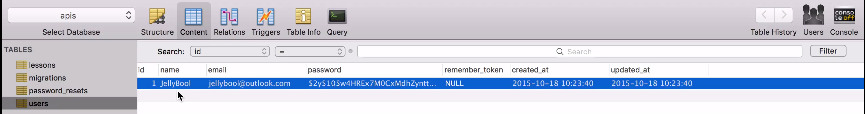 apis
Select Database
Structure Content Relations Triggers Table Info Query
Table History Users Console
console off
TABLES
lessons
migrations
password_resets
users
Search: id = Search Filter
id name email password remember_token created_at updated_at
1 JellyBool jellybool@outlook.com NULL 2015-10-18 10:23:40 2015-10-18 10:23:40